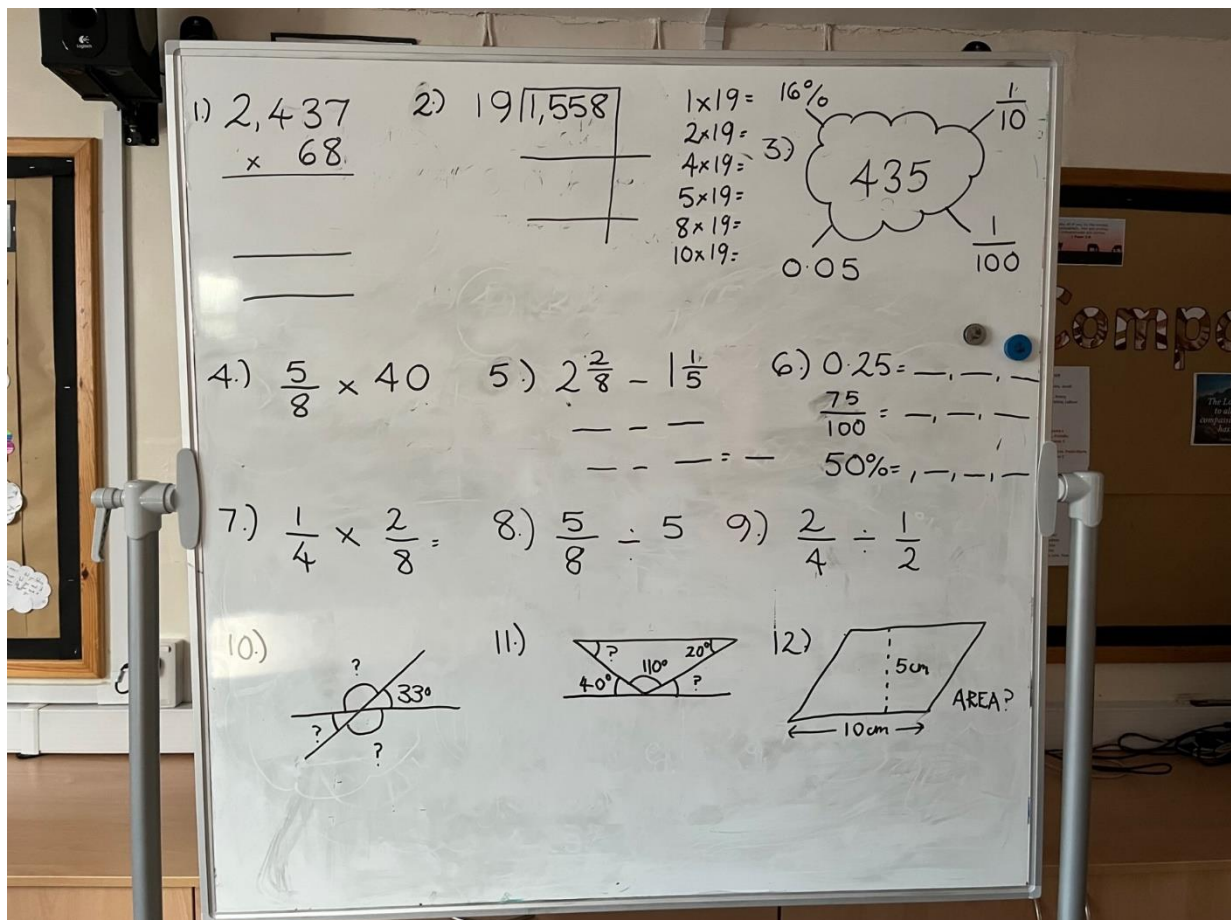 1.) 2,437
× 68
2.) 19 1,558
1×19=
2×19=
4×19=
5×19=
8×19=
10×19=
3.) 435
16%
1/10
0.05
1/100
4.) 5/8 × 40
5.) 2 2/8 - 1 1/5
_ - _
_ - _ = _
6.) 0.25= _, _, _
75/100 = _, _, _
50%= , _, _, _
7.) 1/4 × 2/8 =
8.) 5/8 ÷ 5
9.) 2/4 ÷ 1/2
10.)
?
33°
?
?
11.)
?
20°
110°
40°
?
12.)
5cm
AREA?
10cm
Compa
logitech